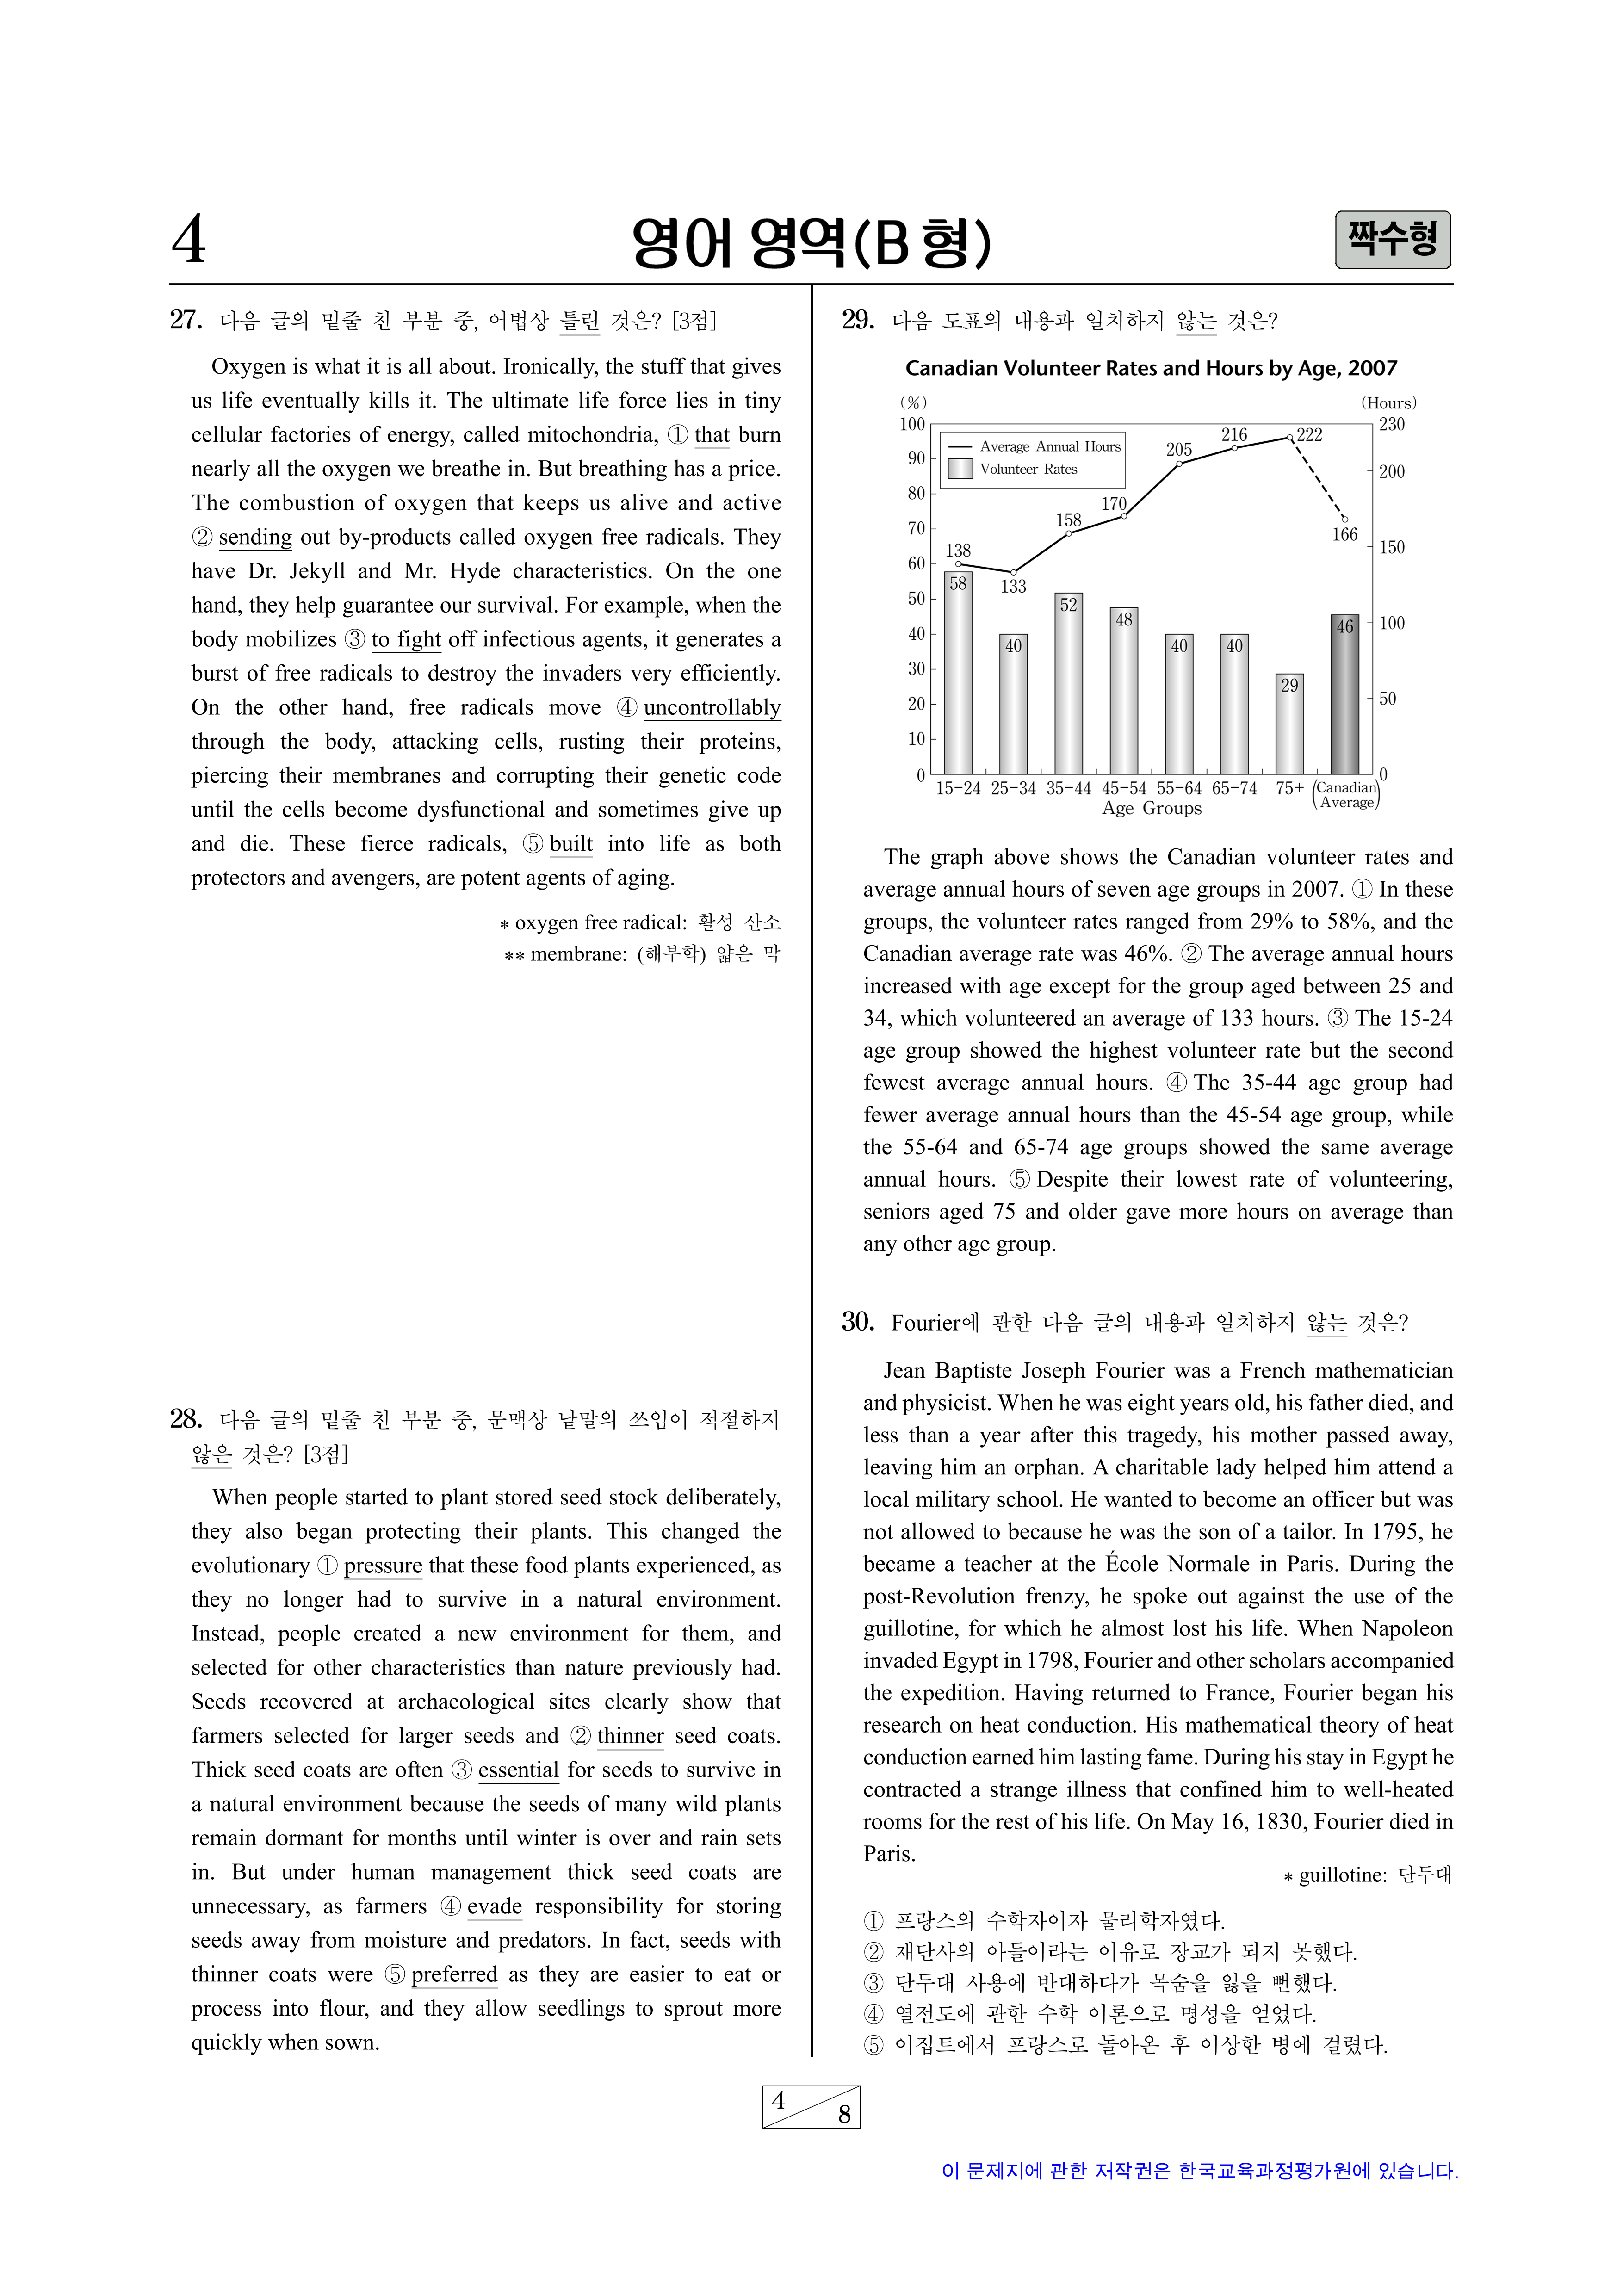 4
영어 영역(B형)
짝수형
27. 다음 글의 밑줄 친 부분 중, 어법상 틀린 것은? [3점]
Oxygen is what it is all about. Ironically, the stuff that gives
us life eventually kills it. The ultimate life force lies in tiny
cellular factories of energy, called mitochondria, ① that burn
nearly all the oxygen we breathe in. But breathing has a price.
The combustion of oxygen that keeps us alive and active
② sending out by-products called oxygen free radicals. They
have Dr. Jekyll and Mr. Hyde characteristics. On the one
hand, they help guarantee our survival. For example, when the
body mobilizes ③ to fight off infectious agents, it generates a
burst of free radicals to destroy the invaders very efficiently.
On the other hand, free radicals move ④ uncontrollably
through the body, attacking cells, rusting their proteins,
piercing their membranes and corrupting their genetic code
until the cells become dysfunctional and sometimes give up
and die. These fierce radicals, ⑤ built into life as both
protectors and avengers, are potent agents of aging.
* oxygen free radical: 활성 산소
** membrane: (해부학) 얇은 막
28. 다음 글의 밑줄 친 부분 중, 문맥상 낱말의 쓰임이 적절하지
않은 것은? [3점]
When people started to plant stored seed stock deliberately,
they also began protecting their plants. This changed the
evolutionary ① pressure that these food plants experienced, as
they no longer had to survive in a natural environment.
Instead, people created a new environment for them, and
selected for other characteristics than nature previously had.
Seeds recovered at archaeological sites clearly show that
farmers selected for larger seeds and ② thinner seed coats.
Thick seed coats are often ③ essential for seeds to survive in
a natural environment because the seeds of many wild plants
remain dormant for months until winter is over and rain sets
in. But under human management thick seed coats are
unnecessary, as farmers ④ evade responsibility for storing
seeds away from moisture and predators. In fact, seeds with
thinner coats were ⑤ preferred as they are easier to eat or
process into flour, and they allow seedlings to sprout more
quickly when sown.
29. 다음 도표의 내용과 일치하지 않는 것은?
Canadian Volunteer Rates and Hours by Age, 2007
(%) (Hours)
100 230
Average Annual Hours
Volunteer Rates
90
80
70
60
50
40
30
20
10
0
200
150
100
50
0
138 133 158 170 205 216 222 166
58 40 52 48 40 40 29 46
15-24 25-34 35-44 45-54 55-64 65-74 75+ (Canadian Average)
Age Groups
The graph above shows the Canadian volunteer rates and
average annual hours of seven age groups in 2007. ① In these
groups, the volunteer rates ranged from 29% to 58%, and the
Canadian average rate was 46%. ② The average annual hours
increased with age except for the group aged between 25 and
34, which volunteered an average of 133 hours. ③ The 15-24
age group showed the highest volunteer rate but the second
fewest average annual hours. ④ The 35-44 age group had
fewer average annual hours than the 45-54 age group, while
the 55-64 and 65-74 age groups showed the same average
annual hours. ⑤ Despite their lowest rate of volunteering,
seniors aged 75 and older gave more hours on average than
any other age group.
30. Fourier에 관한 다음 글의 내용과 일치하지 않는 것은?
Jean Baptiste Joseph Fourier was a French mathematician
and physicist. When he was eight years old, his father died, and
less than a year after this tragedy, his mother passed away,
leaving him an orphan. A charitable lady helped him attend a
local military school. He wanted to become an officer but was
not allowed to because he was the son of a tailor. In 1795, he
became a teacher at the École Normale in Paris. During the
post-Revolution frenzy, he spoke out against the use of the
guillotine, for which he almost lost his life. When Napoleon
invaded Egypt in 1798, Fourier and other scholars accompanied
the expedition. Having returned to France, Fourier began his
research on heat conduction. His mathematical theory of heat
conduction earned him lasting fame. During his stay in Egypt he
contracted a strange illness that confined him to well-heated
rooms for the rest of his life. On May 16, 1830, Fourier died in
Paris.
* guillotine: 단두대
① 프랑스의 수학자이자 물리학자였다.
② 재단사의 아들이라는 이유로 장교가 되지 못했다.
③ 단두대 사용에 반대하다가 목숨을 잃을 뻔했다.
④ 열전도에 관한 수학 이론으로 명성을 얻었다.
⑤ 이집트에서 프랑스로 돌아온 후 이상한 병에 걸렸다.
4 8
이 문제지에 관한 저작권은 한국교육과정평가원에 있습니다.